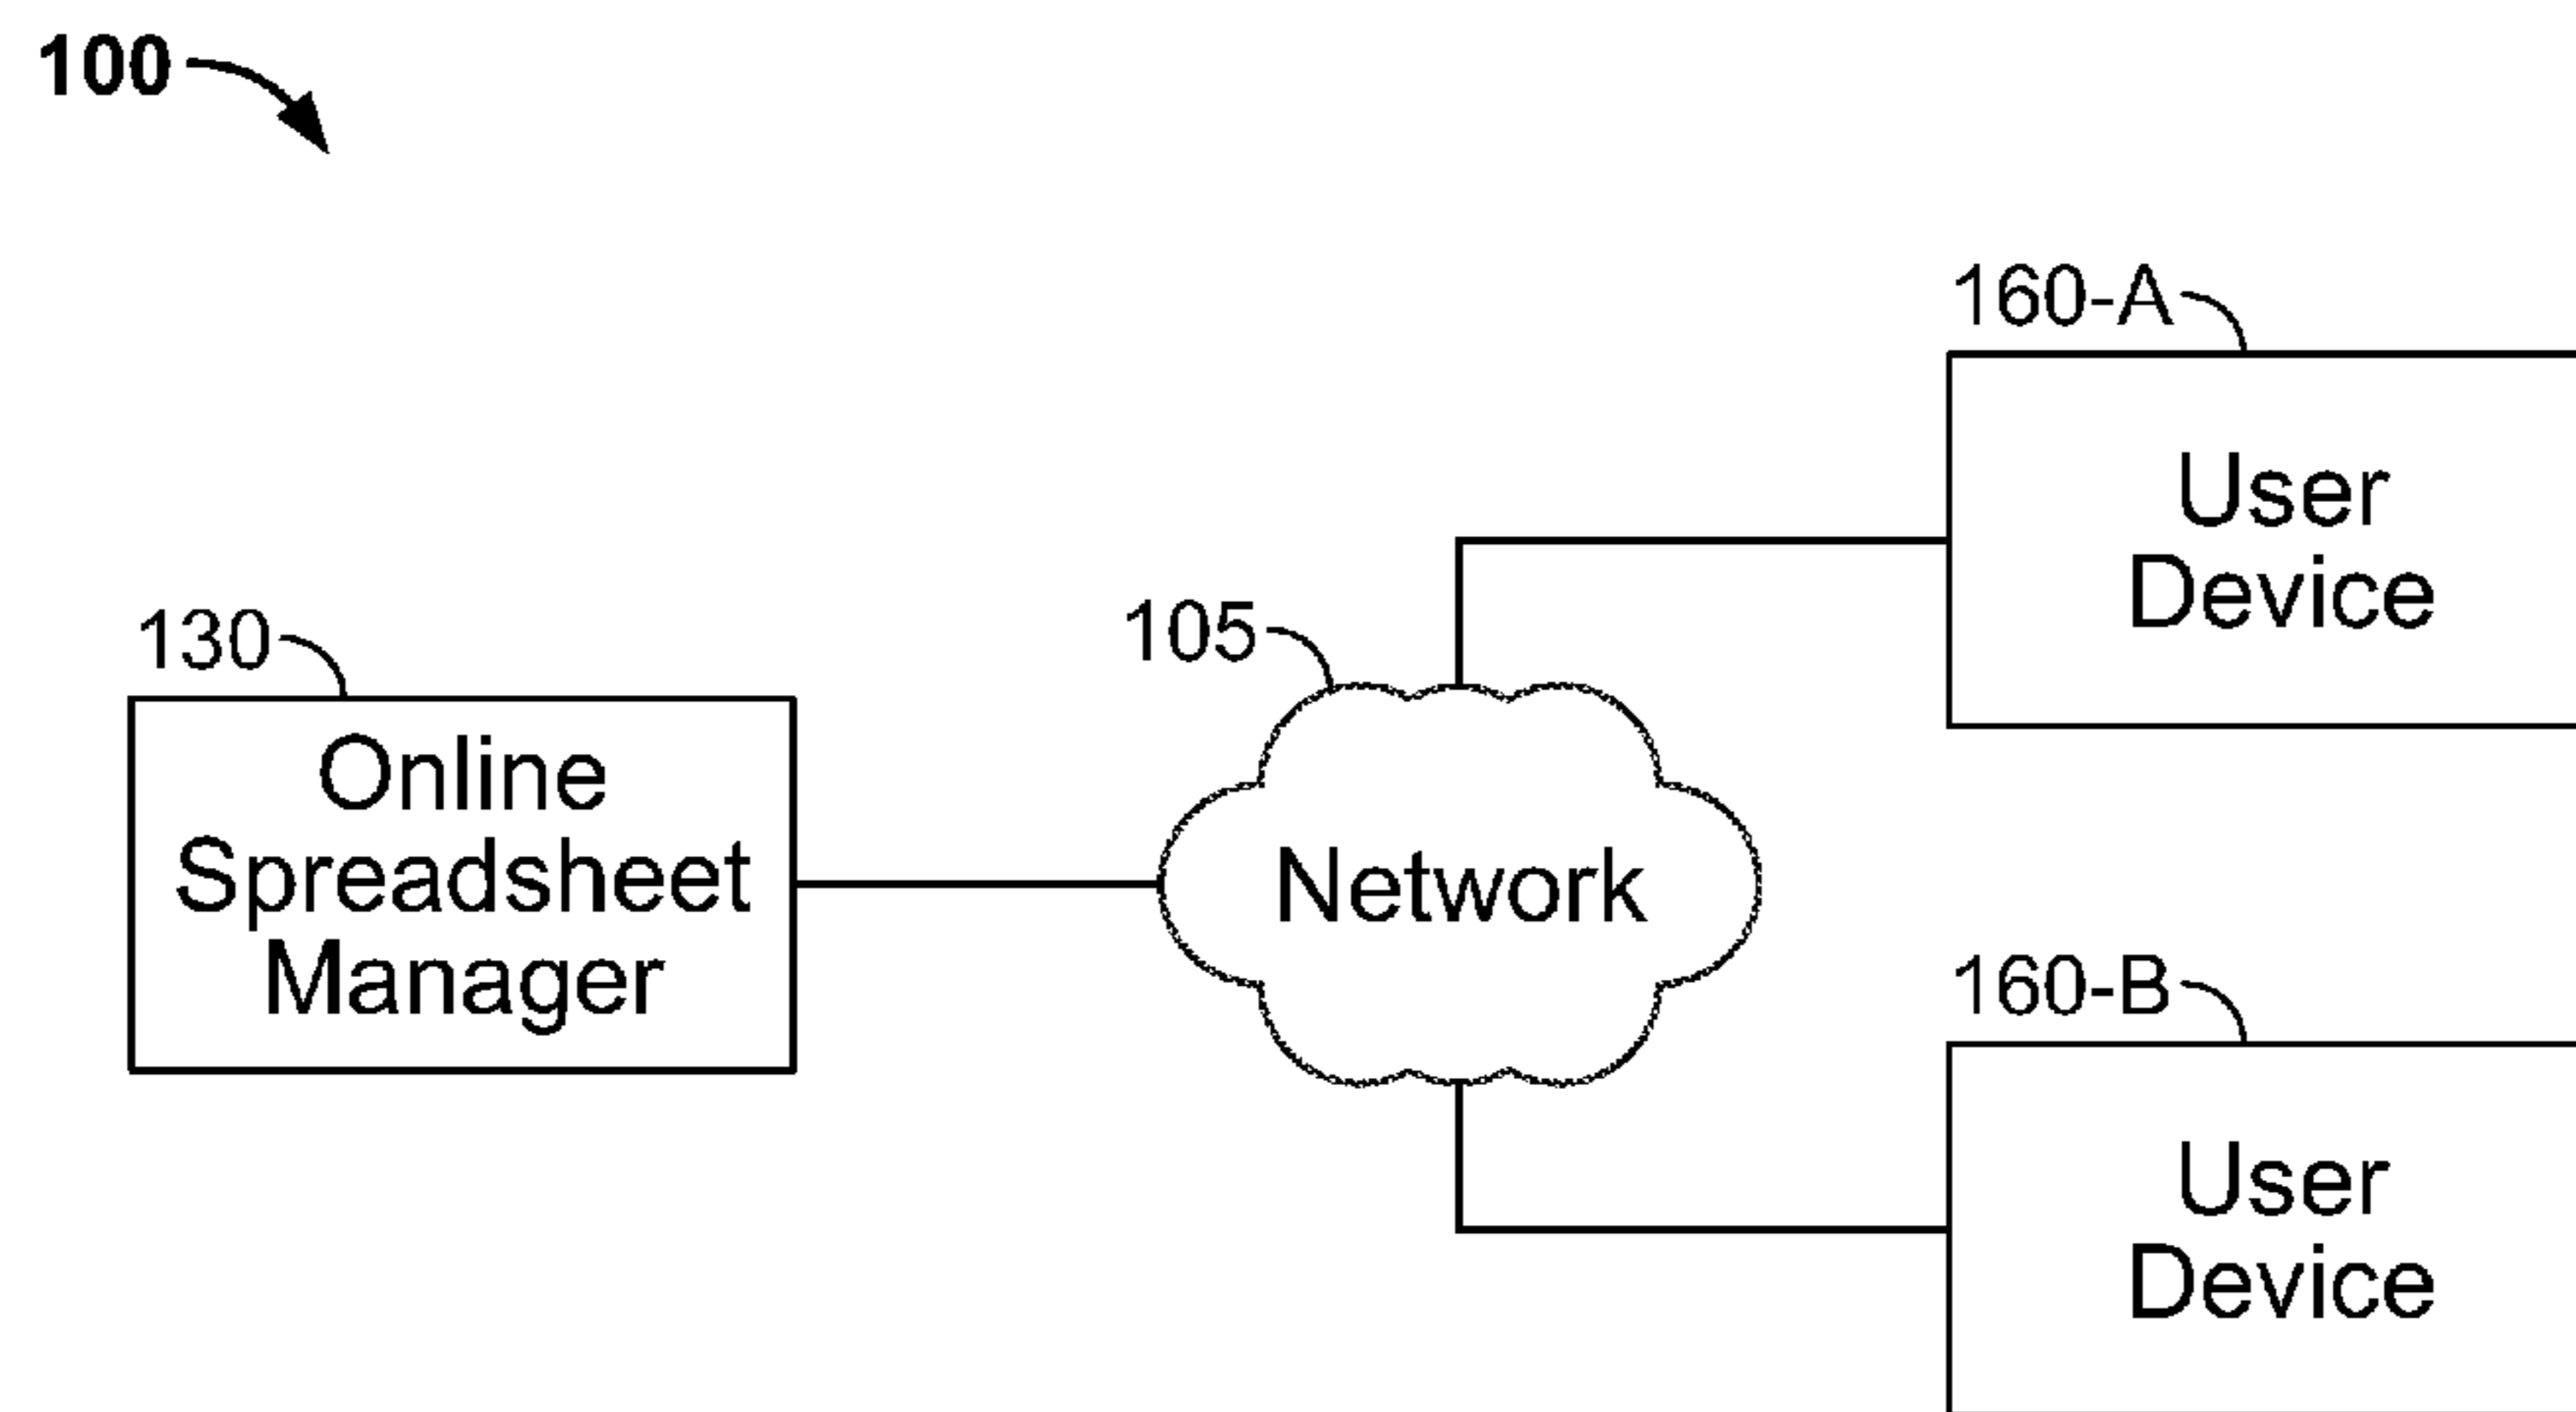 100
160-A
User
Device
130
Online
Spreadsheet
Manager
105
Network
160-B
User
Device